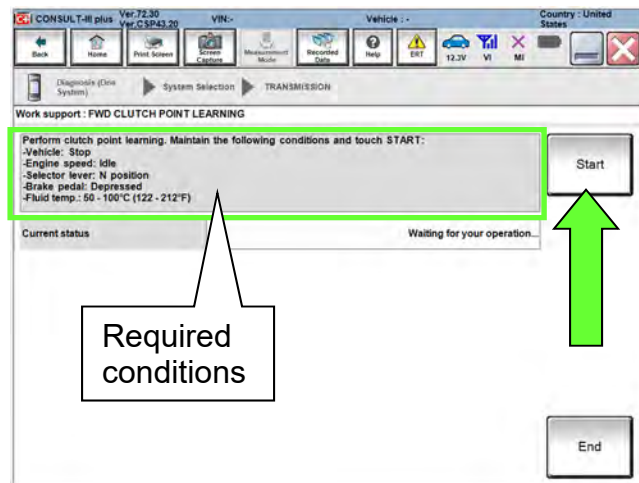 CONSULT-III plus Ver.72.30 VIN:- Vehicle : - Country : United
Ver.CSP43.20 States
Back Home Print Screen Screen Capture Measurement Mode Recorded Data Help ERT 12.3V VI MI
Diagnosis (One System) System Selection TRANSMISSION
Work support : FWD CLUTCH POINT LEARNING
Perform clutch point learning. Maintain the following conditions and touch START:
-Vehicle: Stop
-Engine speed: Idle
-Selector lever: N position
-Brake pedal: Depressed
-Fluid temp.: 50 - 100°C (122 - 212°F)
Start
Current status Waiting for your operation...
Required
conditions
End